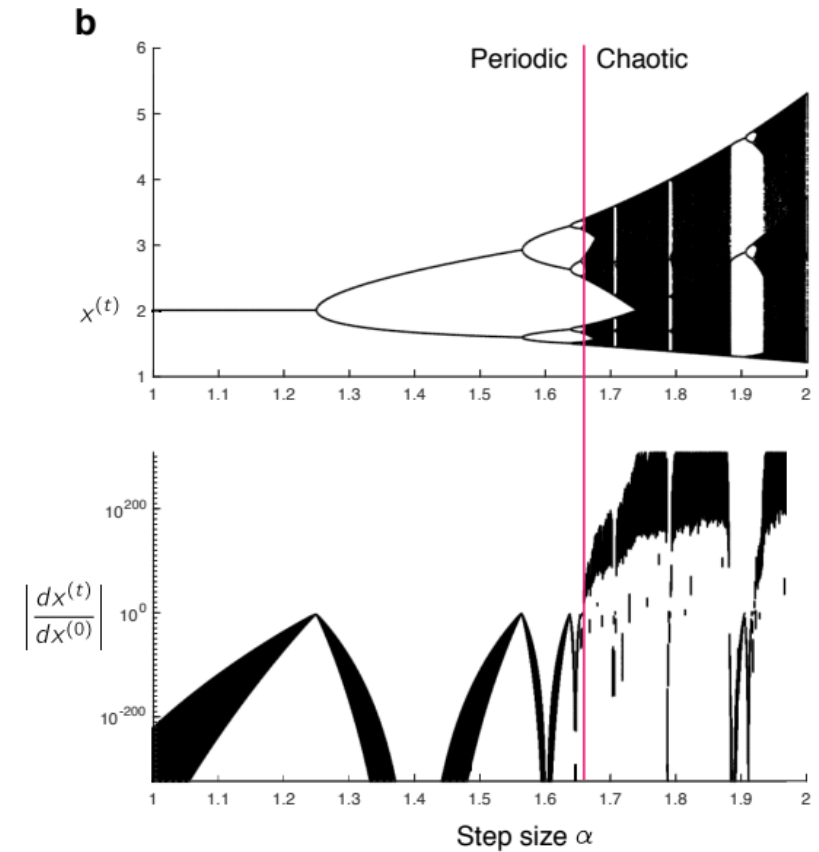 b
Periodic Chaotic
6
5
4
3
x^(t) 2
1
1 1.1 1.2 1.3 1.4 1.5 1.6 1.7 1.8 1.9 2
10^200
|dx^(t)/dx^(0)| 10^0
10^-200
1 1.1 1.2 1.3 1.4 1.5 1.6 1.7 1.8 1.9 2
Step size α